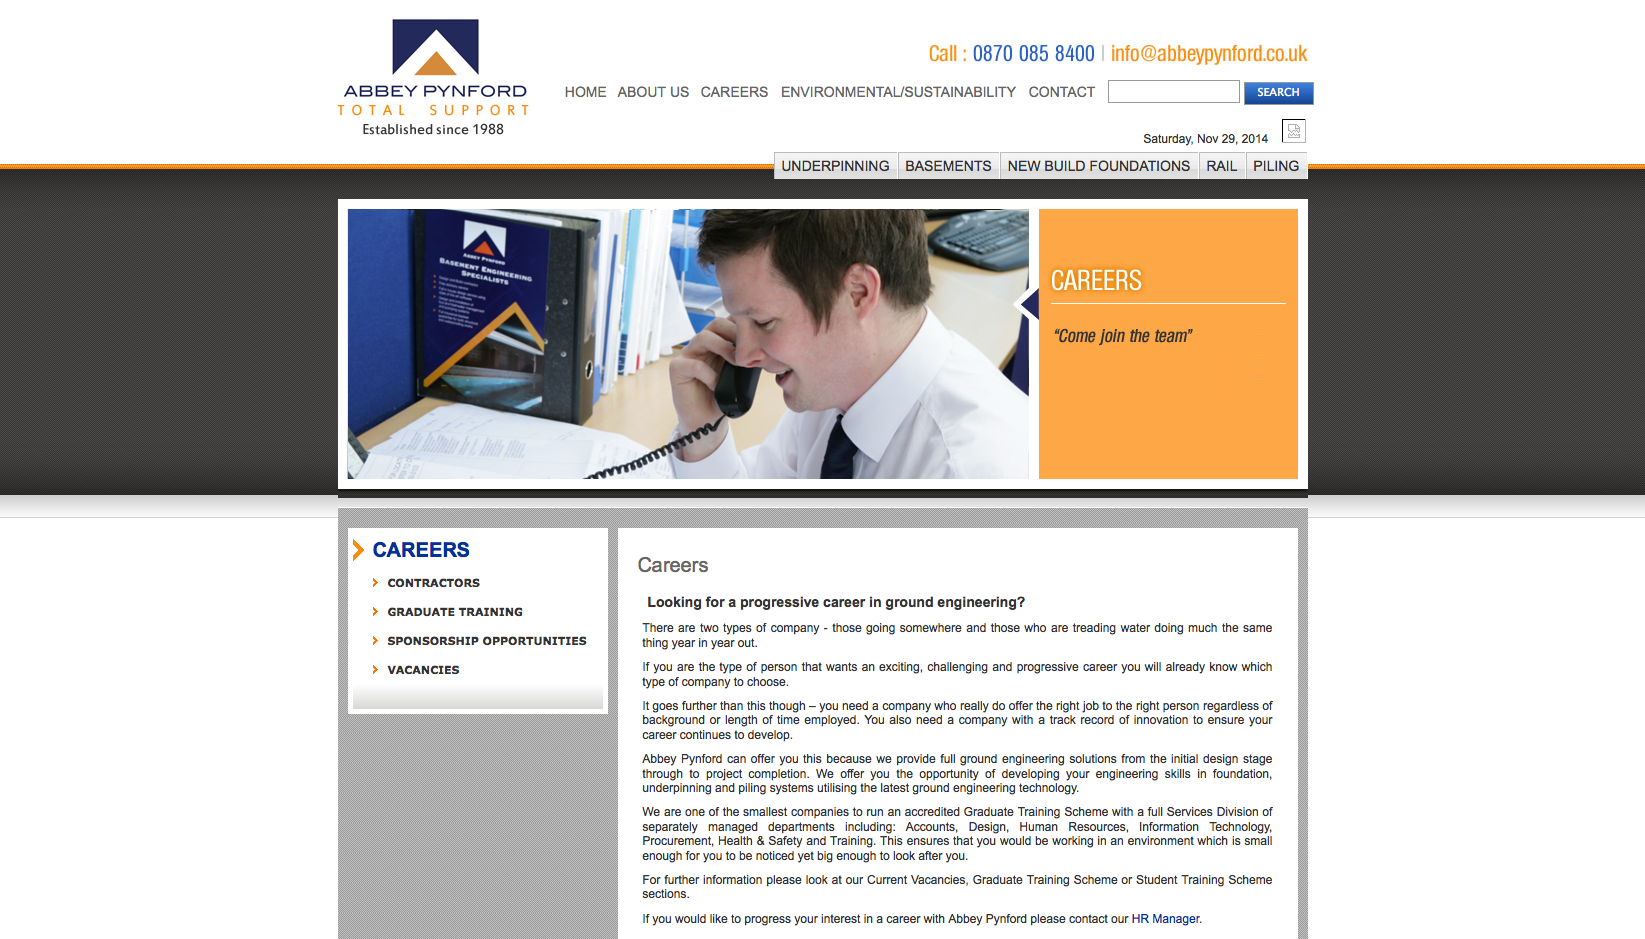 ABBEY PYNFORD
TOTAL SUPPORT
Established since 1988
Call : 0870 085 8400 | info@abbeypynford.co.uk
HOME ABOUT US CAREERS ENVIRONMENTAL/SUSTAINABILITY CONTACT SEARCH
Saturday, Nov 29, 2014
UNDERPINNING BASEMENTS NEW BUILD FOUNDATIONS RAIL PILING
ABBEY PYNFORD
BASEMENT ENGINEERING
SPECIALISTS
CAREERS
“Come join the team”
CAREERS
CONTRACTORS
GRADUATE TRAINING
SPONSORSHIP OPPORTUNITIES
VACANCIES
Careers
Looking for a progressive career in ground engineering?
There are two types of company - those going somewhere and those who are treading water doing much the same
thing year in year out.
If you are the type of person that wants an exciting, challenging and progressive career you will already know which
type of company to choose.
It goes further than this though – you need a company who really do offer the right job to the right person regardless of
background or length of time employed. You also need a company with a track record of innovation to ensure your
career continues to develop.
Abbey Pynford can offer you this because we provide full ground engineering solutions from the initial design stage
through to project completion. We offer you the opportunity of developing your engineering skills in foundation,
underpinning and piling systems utilising the latest ground engineering technology.
We are one of the smallest companies to run an accredited Graduate Training Scheme with a full Services Division of
separately managed departments including: Accounts, Design, Human Resources, Information Technology,
Procurement, Health & Safety and Training. This ensures that you would be working in an environment which is small
enough for you to be noticed yet big enough to look after you.
For further information please look at our Current Vacancies, Graduate Training Scheme or Student Training Scheme
sections.
If you would like to progress your interest in a career with Abbey Pynford please contact our HR Manager.